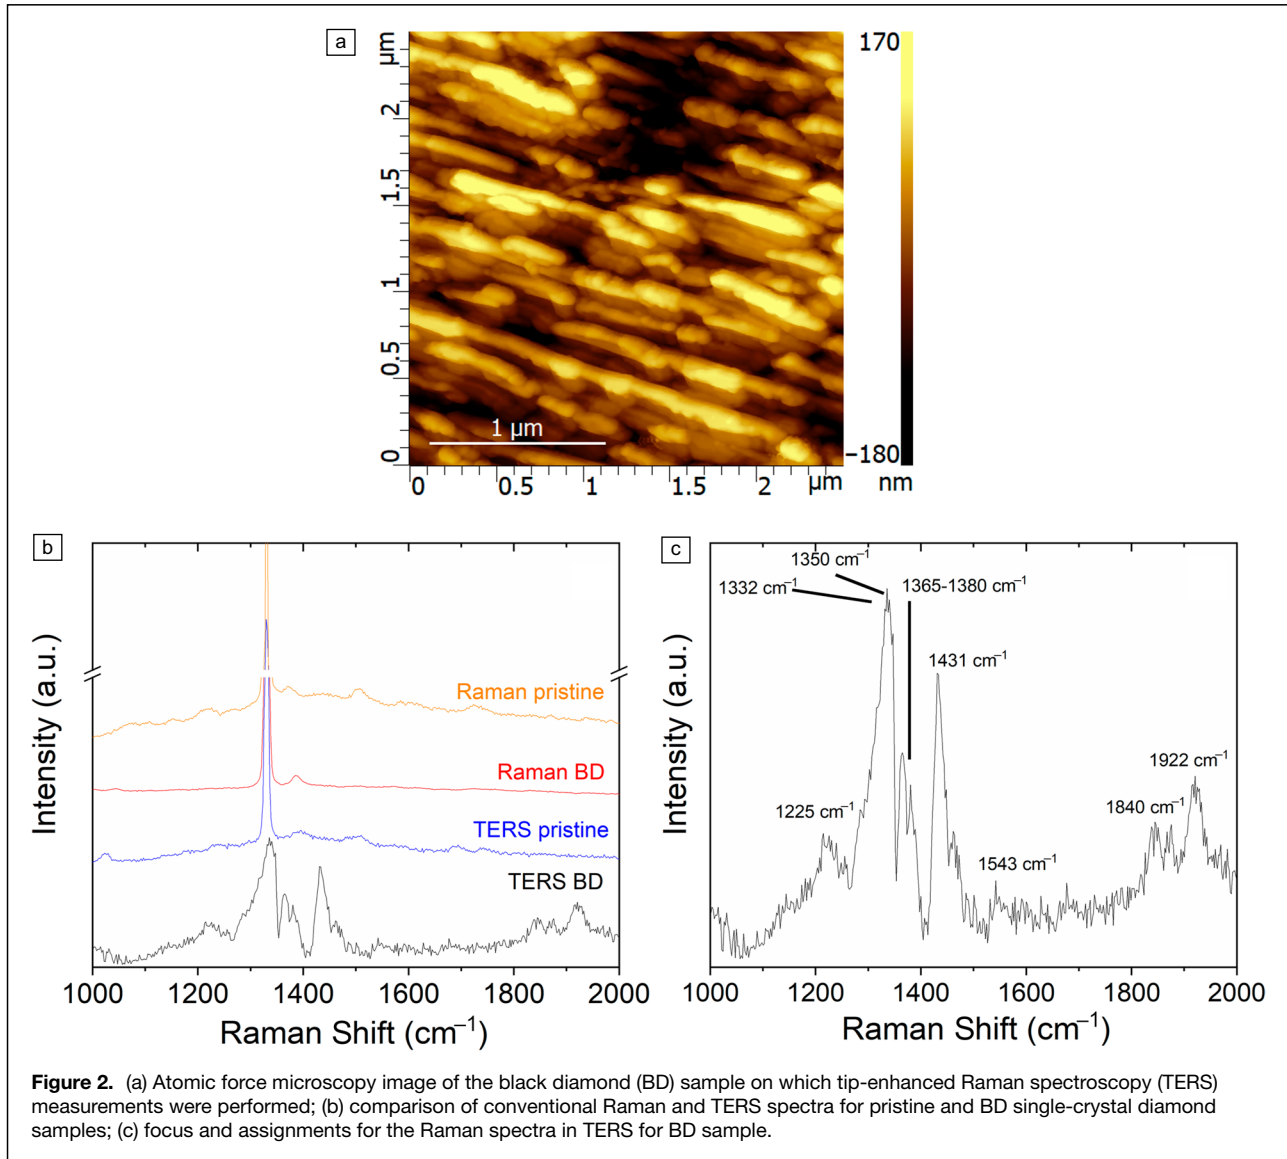 a
170
µm
2
1.5
1
0.5
0
1 µm
−180
nm
0
0.5
1
1.5
2
µm
b
Intensity (a.u.)
Raman pristine
Raman BD
TERS pristine
TERS BD
1000 1200 1400 1600 1800 2000
Raman Shift (cm⁻¹)
c
Intensity (a.u.)
1350 cm⁻¹
1332 cm⁻¹
1365-1380 cm⁻¹
1431 cm⁻¹
1922 cm⁻¹
1225 cm⁻¹
1840 cm⁻¹
1543 cm⁻¹
1000 1200 1400 1600 1800 2000
Raman Shift (cm⁻¹)
Figure 2. (a) Atomic force microscopy image of the black diamond (BD) sample on which tip-enhanced Raman spectroscopy (TERS)
measurements were performed; (b) comparison of conventional Raman and TERS spectra for pristine and BD single-crystal diamond
samples; (c) focus and assignments for the Raman spectra in TERS for BD sample.